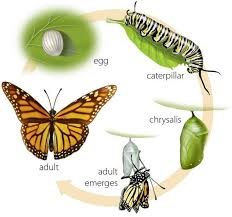 egg
caterpillar
chrysalis
adult
emerges
adult